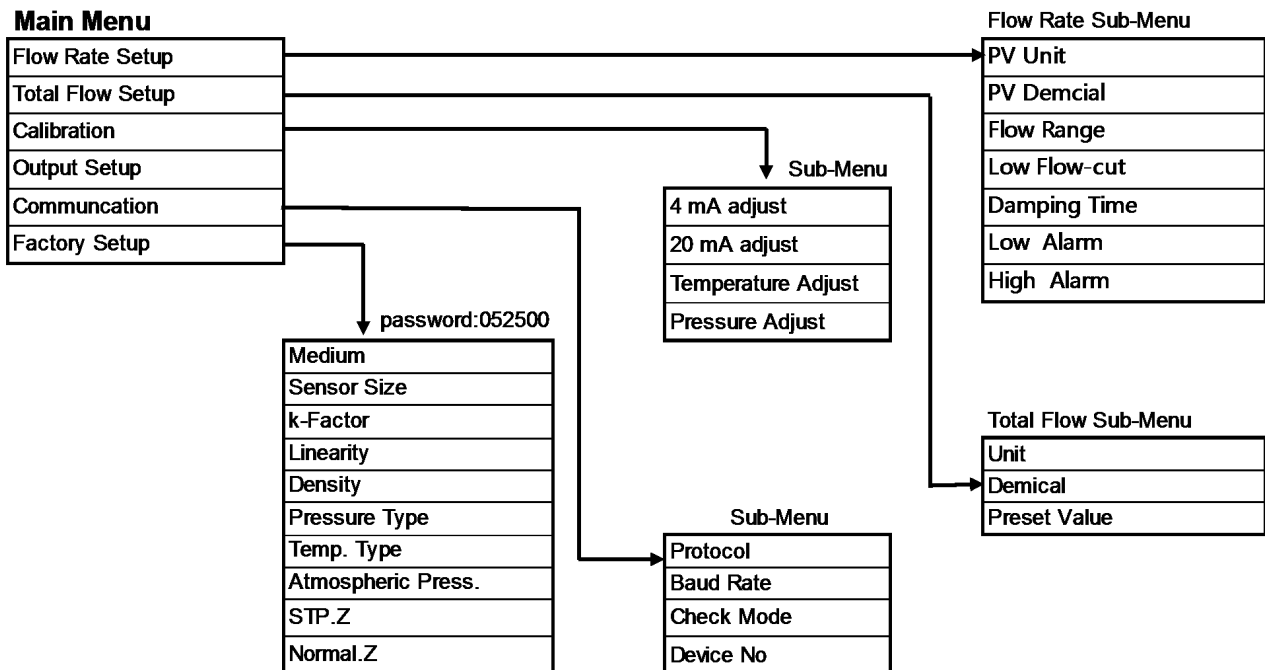 Main Menu
Flow Rate Setup
Total Flow Setup
Calibration
Output Setup
Communcation
Factory Setup
Flow Rate Sub-Menu
PV Unit
PV Demcial
Flow Range
Low Flow-cut
Damping Time
Low Alarm
High Alarm
Sub-Menu
4 mA adjust
20 mA adjust
Temperature Adjust
Pressure Adjust
password:052500
Medium
Sensor Size
k-Factor
Linearity
Density
Pressure Type
Temp. Type
Atmospheric Press.
STP.Z
Normal.Z
Sub-Menu
Protocol
Baud Rate
Check Mode
Device No
Total Flow Sub-Menu
Unit
Demical
Preset Value